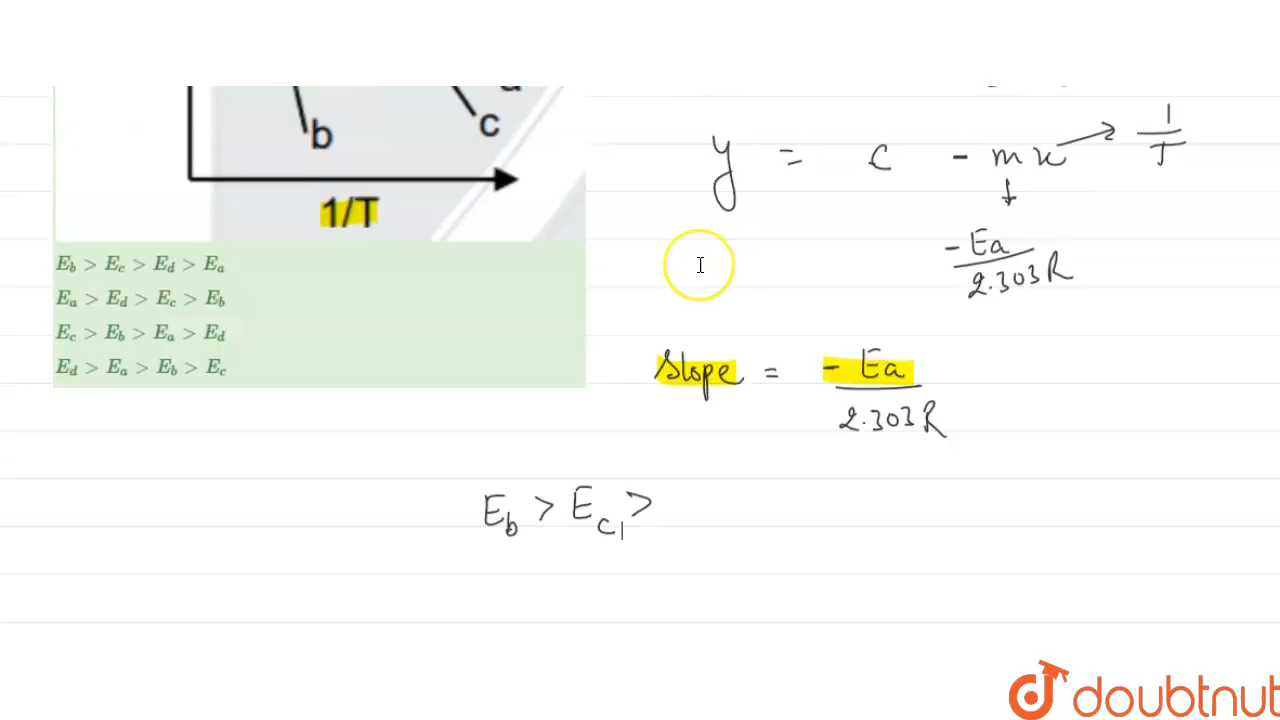 b
c
1/T
E_b > E_c > E_d > E_a
E_a > E_d > E_c > E_b
E_c > E_b > E_a > E_d
E_d > E_a > E_b > E_c
y = c - mx → 1/T
↓
-Ea/2.303R
Slope = -Ea/2.303R
E_b > E_c >
doubtnut